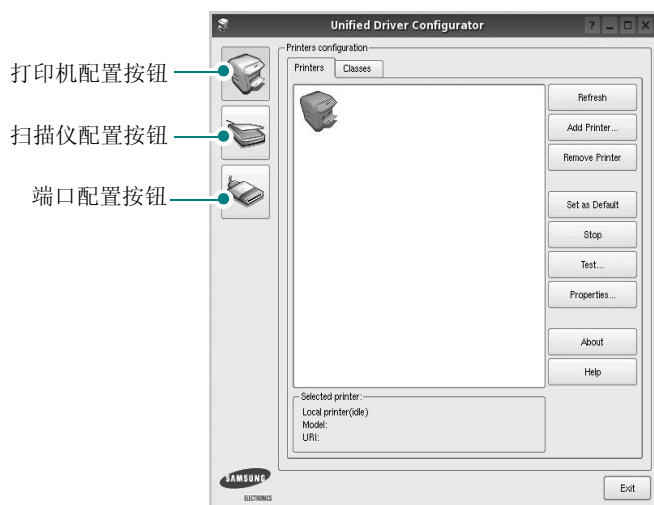 Unified Driver Configurator
打印机配置按钮
扫描仪配置按钮
端口配置按钮
Printers configuration
Printers
Classes
Refresh
Add Printer...
Remove Printer
Set as Default
Stop
Test...
Properties...
About
Help
Selected printer:
Local printer(idle)
Model:
URI:
SAMSUNG
ELECTRONICS
Exit